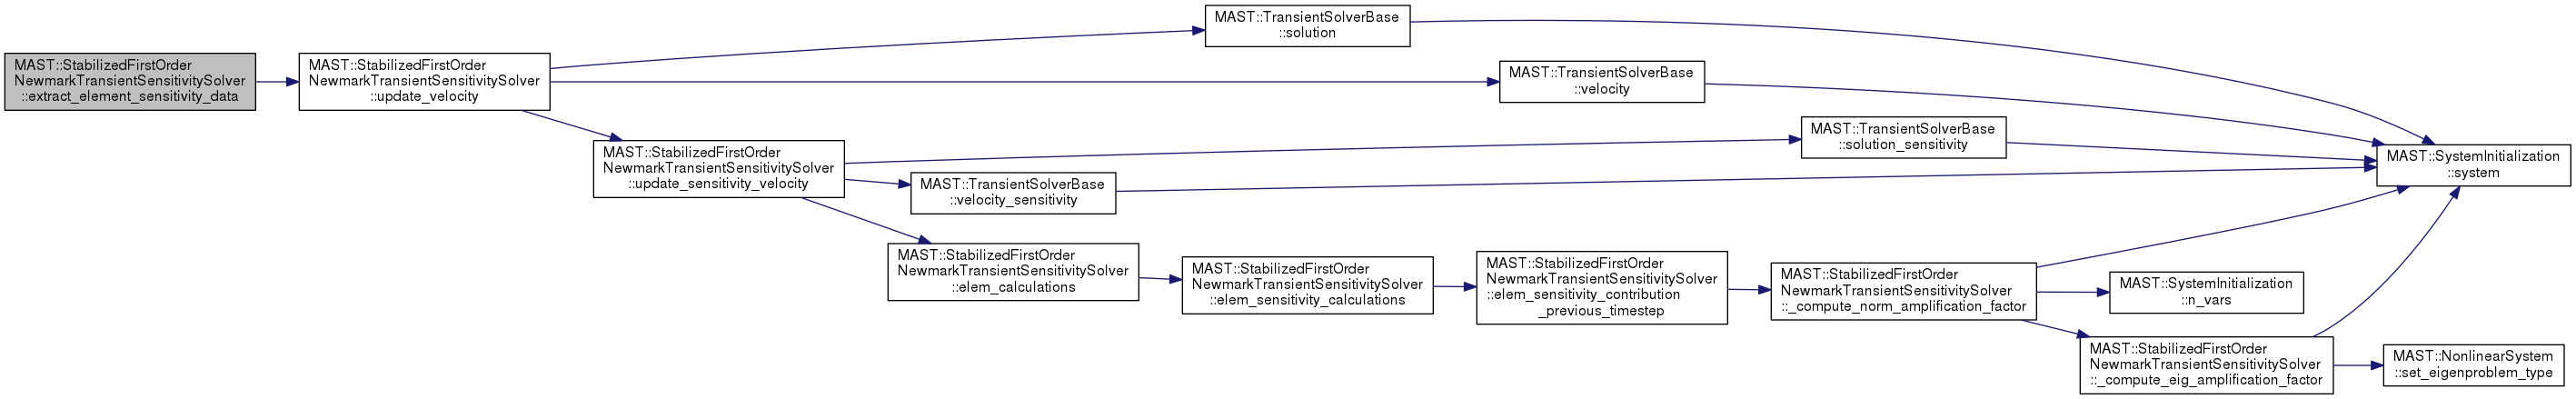 MAST::StabilizedFirstOrder
NewmarkTransientSensitivitySolver
::extract_element_sensitivity_data
MAST::StabilizedFirstOrder
NewmarkTransientSensitivitySolver
::update_velocity
MAST::TransientSolverBase
::solution
MAST::TransientSolverBase
::velocity
MAST::StabilizedFirstOrder
NewmarkTransientSensitivitySolver
::update_sensitivity_velocity
MAST::TransientSolverBase
::solution_sensitivity
MAST::TransientSolverBase
::velocity_sensitivity
MAST::SystemInitialization
::system
MAST::StabilizedFirstOrder
NewmarkTransientSensitivitySolver
::elem_calculations
MAST::StabilizedFirstOrder
NewmarkTransientSensitivitySolver
::elem_sensitivity_calculations
MAST::StabilizedFirstOrder
NewmarkTransientSensitivitySolver
::elem_sensitivity_contribution
_previous_timestep
MAST::StabilizedFirstOrder
NewmarkTransientSensitivitySolver
::_compute_norm_amplification_factor
MAST::SystemInitialization
::n_vars
MAST::StabilizedFirstOrder
NewmarkTransientSensitivitySolver
::_compute_eig_amplification_factor
MAST::NonlinearSystem
::set_eigenproblem_type